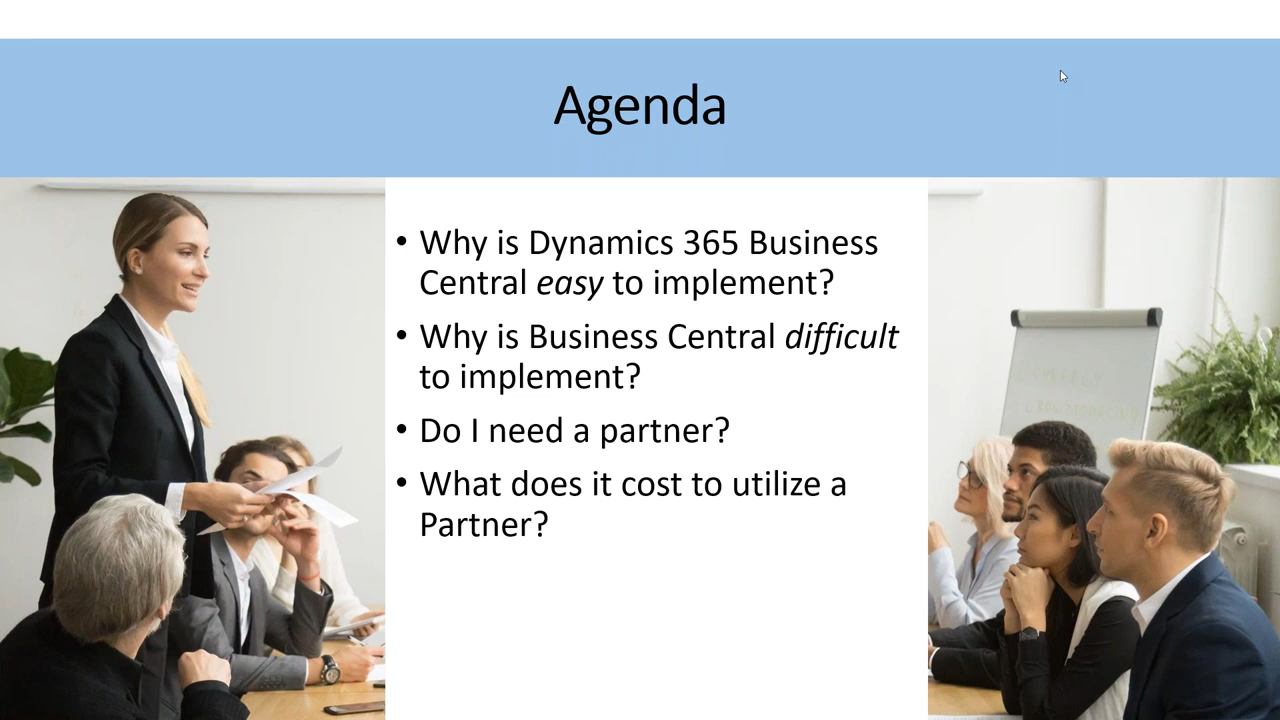 Agenda
• Why is Dynamics 365 Business
Central easy to implement?
• Why is Business Central difficult
to implement?
• Do I need a partner?
• What does it cost to utilize a
Partner?